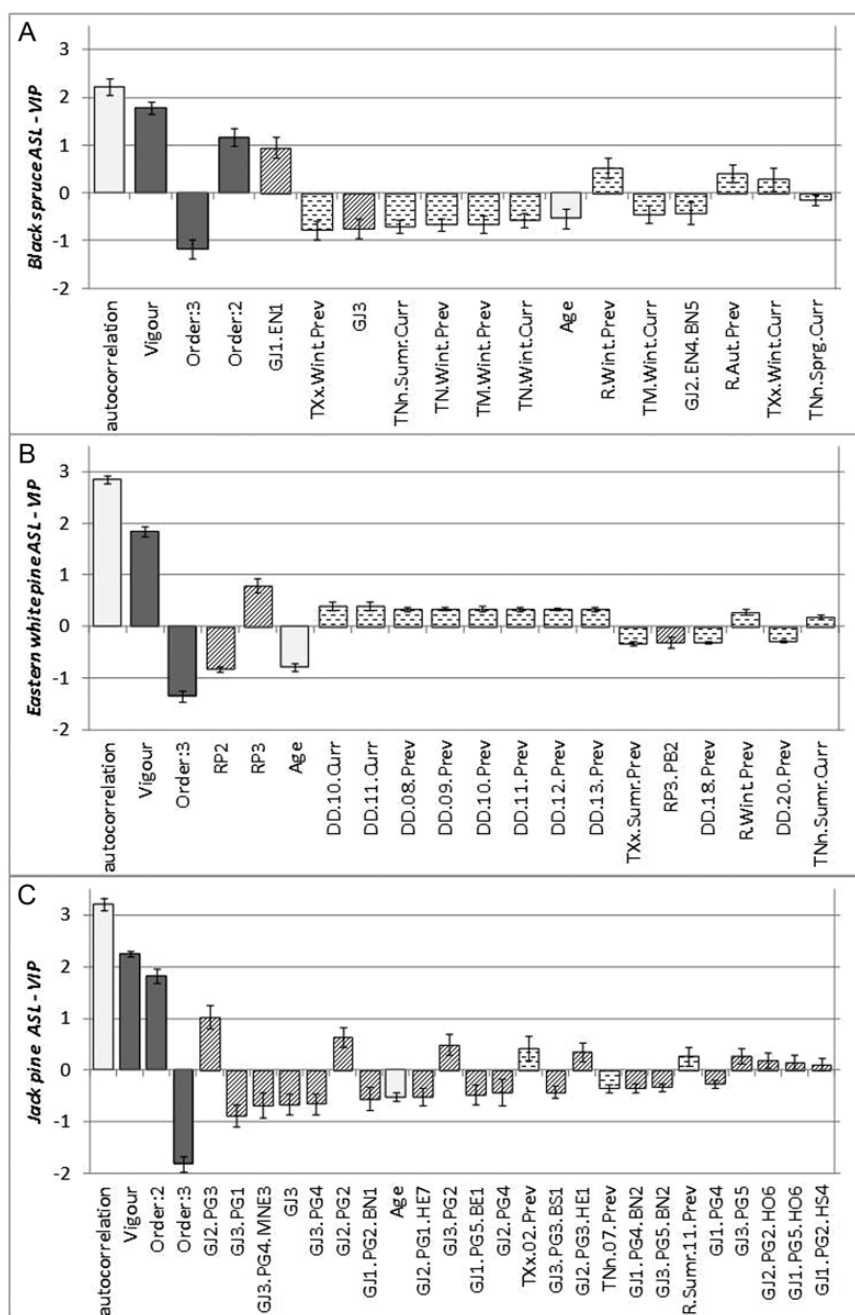 A
Black spruce ASL - VIP
3
2
1
0
-1
-2
autocorrelation
Vigour
Order:3
Order:2
GJ1. EN1
TXx.Wint.Prev
GJ3
TNn.Sumr.Curr
TN.Wint.Prev
TM.Wint.Prev
TN.Wint.Curr
Age
R.Wint.Prev
TM.Wint.Curr
GJ2. EN4. BN5
R.Aut.Prev
TXx.Wint.Curr
TNn.Sprg.Curr
B
Eastern white pine ASL - VIP
3
2
1
0
-1
-2
autocorrelation
Vigour
Order:3
RP2
RP3
Age
DD.10.Curr
DD.11.Curr
DD.08.Prev
DD.09.Prev
DD.10.Prev
DD.11.Prev
DD.12.Prev
DD.13.Prev
TXx.Sumr.Prev
RP3.PB2
DD.18.Prev
R.Wint.Prev
DD.20.Prev
TNn.Sumr.Curr
C
Jack pine ASL - VIP
3
2
1
0
-1
-2
autocorrelation
Vigour
Order:2
Order:3
GJ2.PG3
GJ3.PG1
GJ3.PG4.MNE3
GJ3
GJ3.PG4
GJ2.PG2
GJ1.PG2.BN1
Age
GJ2.PG1.HE7
GJ3.PG2
GJ1.PG5.BE1
GJ2.PG4
TXx.02.Prev
GJ3.PG3.BS1
GJ2.PG3.HE1
TNn.07.Prev
GJ1.PG4.BN2
GJ3.PG5.BN2
R.Sumr.11.Prev
GJ1.PG4
GJ3.PG5
GJ2.PG2.HO6
GJ1.PG5.HO6
GJ1.PG2.HS4